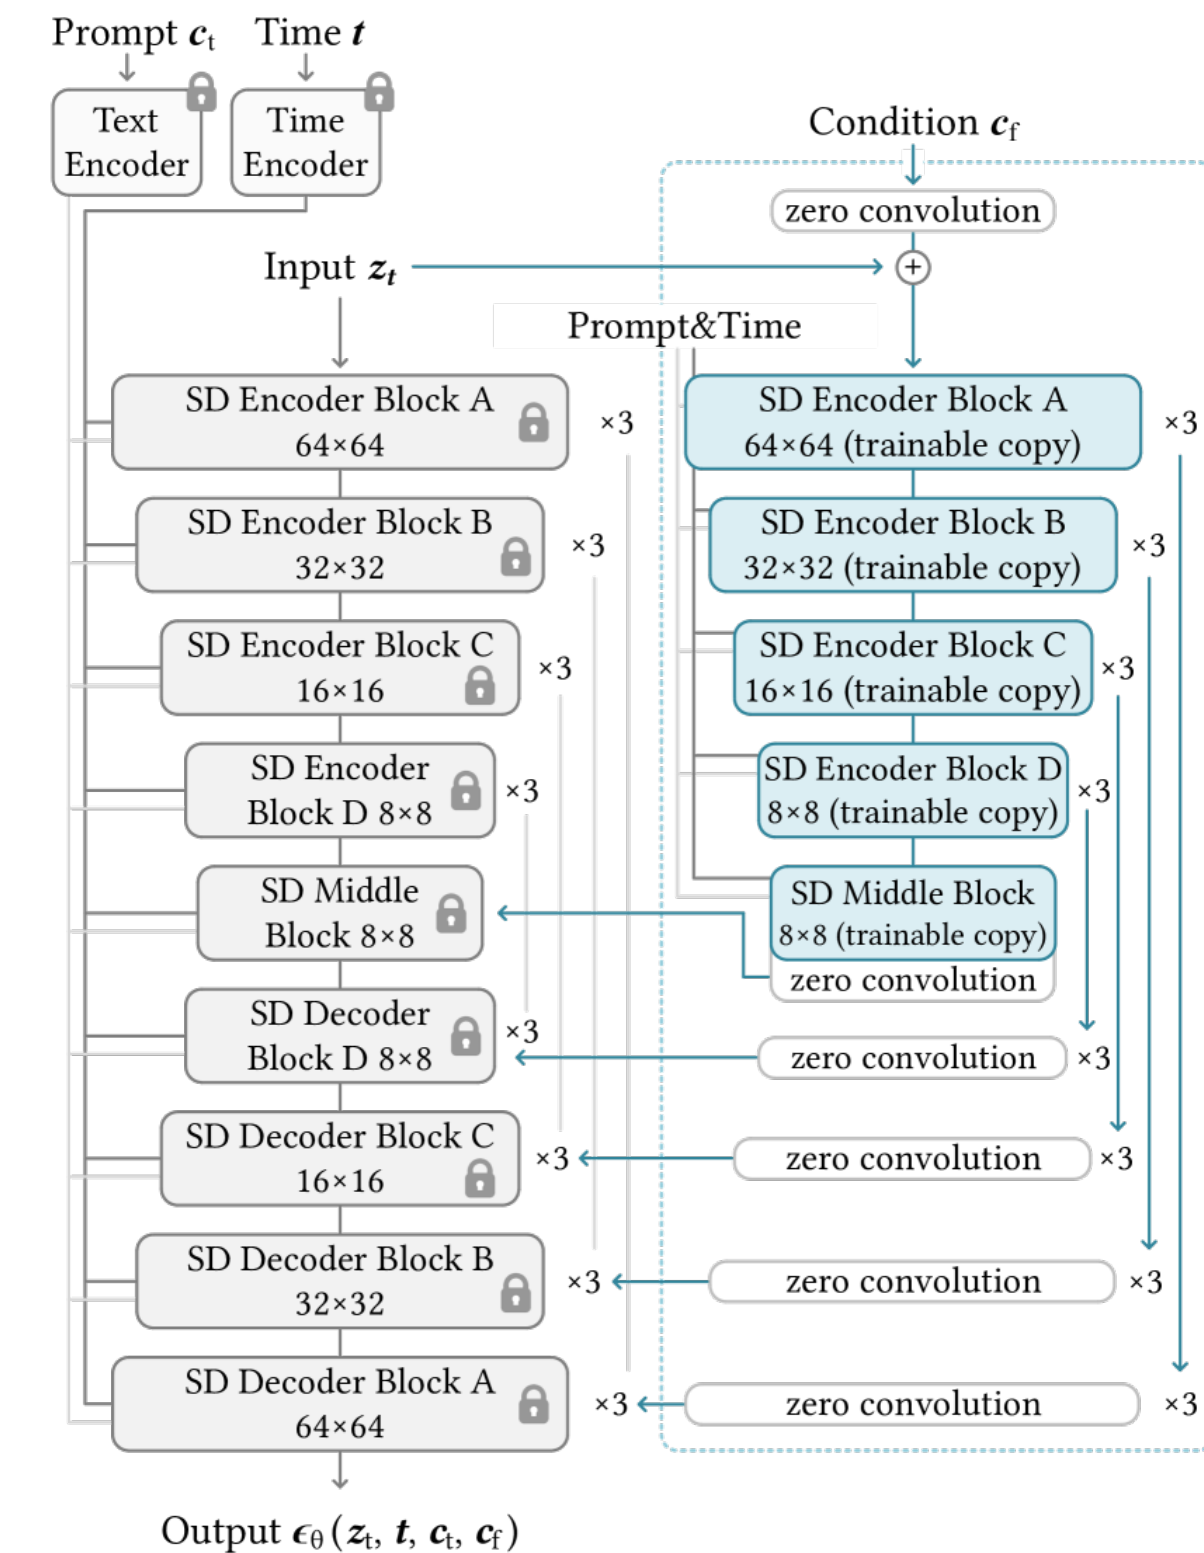 Prompt cₜ
Time t
Text
Encoder
Time
Encoder
Condition c_f
zero convolution
Input zₜ
+
Prompt&Time
SD Encoder Block A
64×64
×3
SD Encoder Block A
64×64 (trainable copy)
×3
SD Encoder Block B
32×32
×3
SD Encoder Block B
32×32 (trainable copy)
×3
SD Encoder Block C
16×16
×3
SD Encoder Block C
16×16 (trainable copy)
×3
SD Encoder
Block D 8×8
×3
SD Encoder Block D
8×8 (trainable copy)
×3
SD Middle
Block 8×8
SD Middle Block
8×8 (trainable copy)
zero convolution
SD Decoder
Block D 8×8
×3
zero convolution
×3
SD Decoder Block C
16×16
×3
zero convolution
×3
SD Decoder Block B
32×32
×3
zero convolution
×3
SD Decoder Block A
64×64
×3
zero convolution
×3
Output ϵ_θ(zₜ, t, cₜ, c_f)